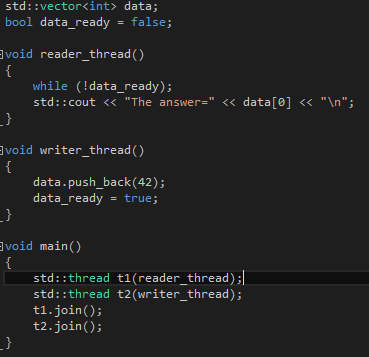 std::vector<int> data;
bool data_ready = false;
void reader_thread()
{
while (!data_ready);
std::cout << "The answer=" << data[0] << "\n";
}
void writer_thread()
{
data.push_back(42);
data_ready = true;
}
void main()
{
std::thread t1(reader_thread);
std::thread t2(writer_thread);
t1.join();
t2.join();
}